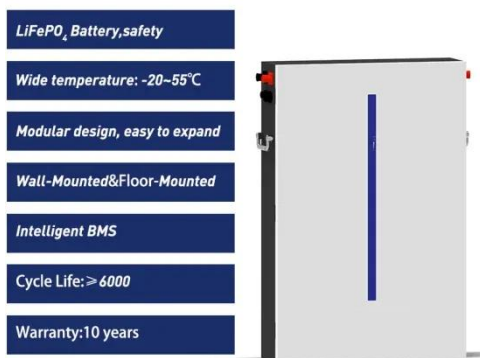 LiFePO₄ Battery,safety
Wide temperature: -20~55℃
Modular design, easy to expand
Wall-Mounted&Floor-Mounted
Intelligent BMS
Cycle Life:≥6000
Warranty:10 years